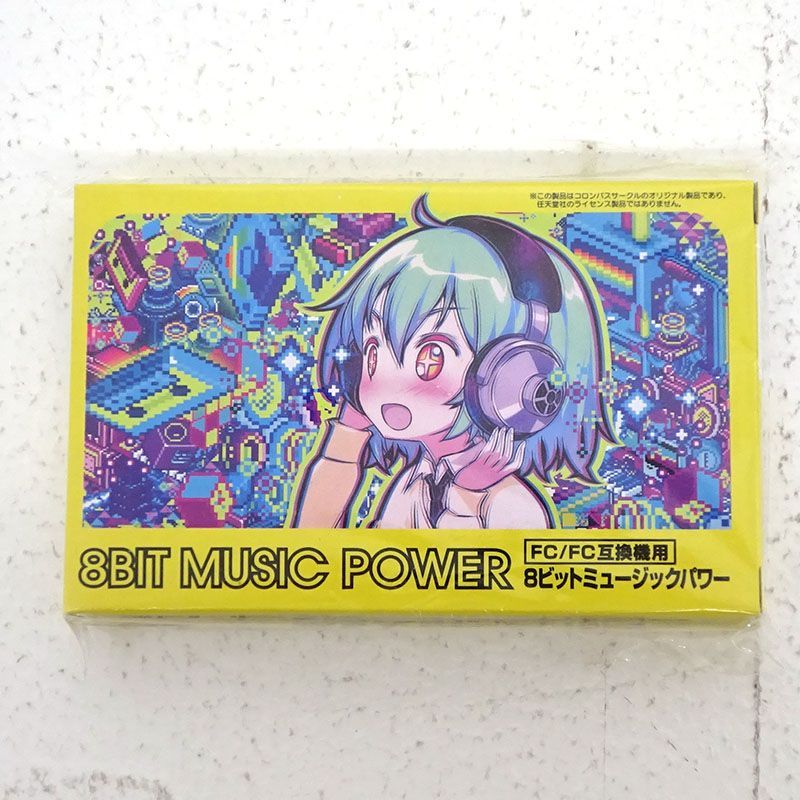 ※この製品はコロンバスサークルのオリジナル製品であり、
任天堂社のライセンス製品ではありません。
8BIT MUSIC POWER
FC/FC互換機用
8ビットミュージックパワー